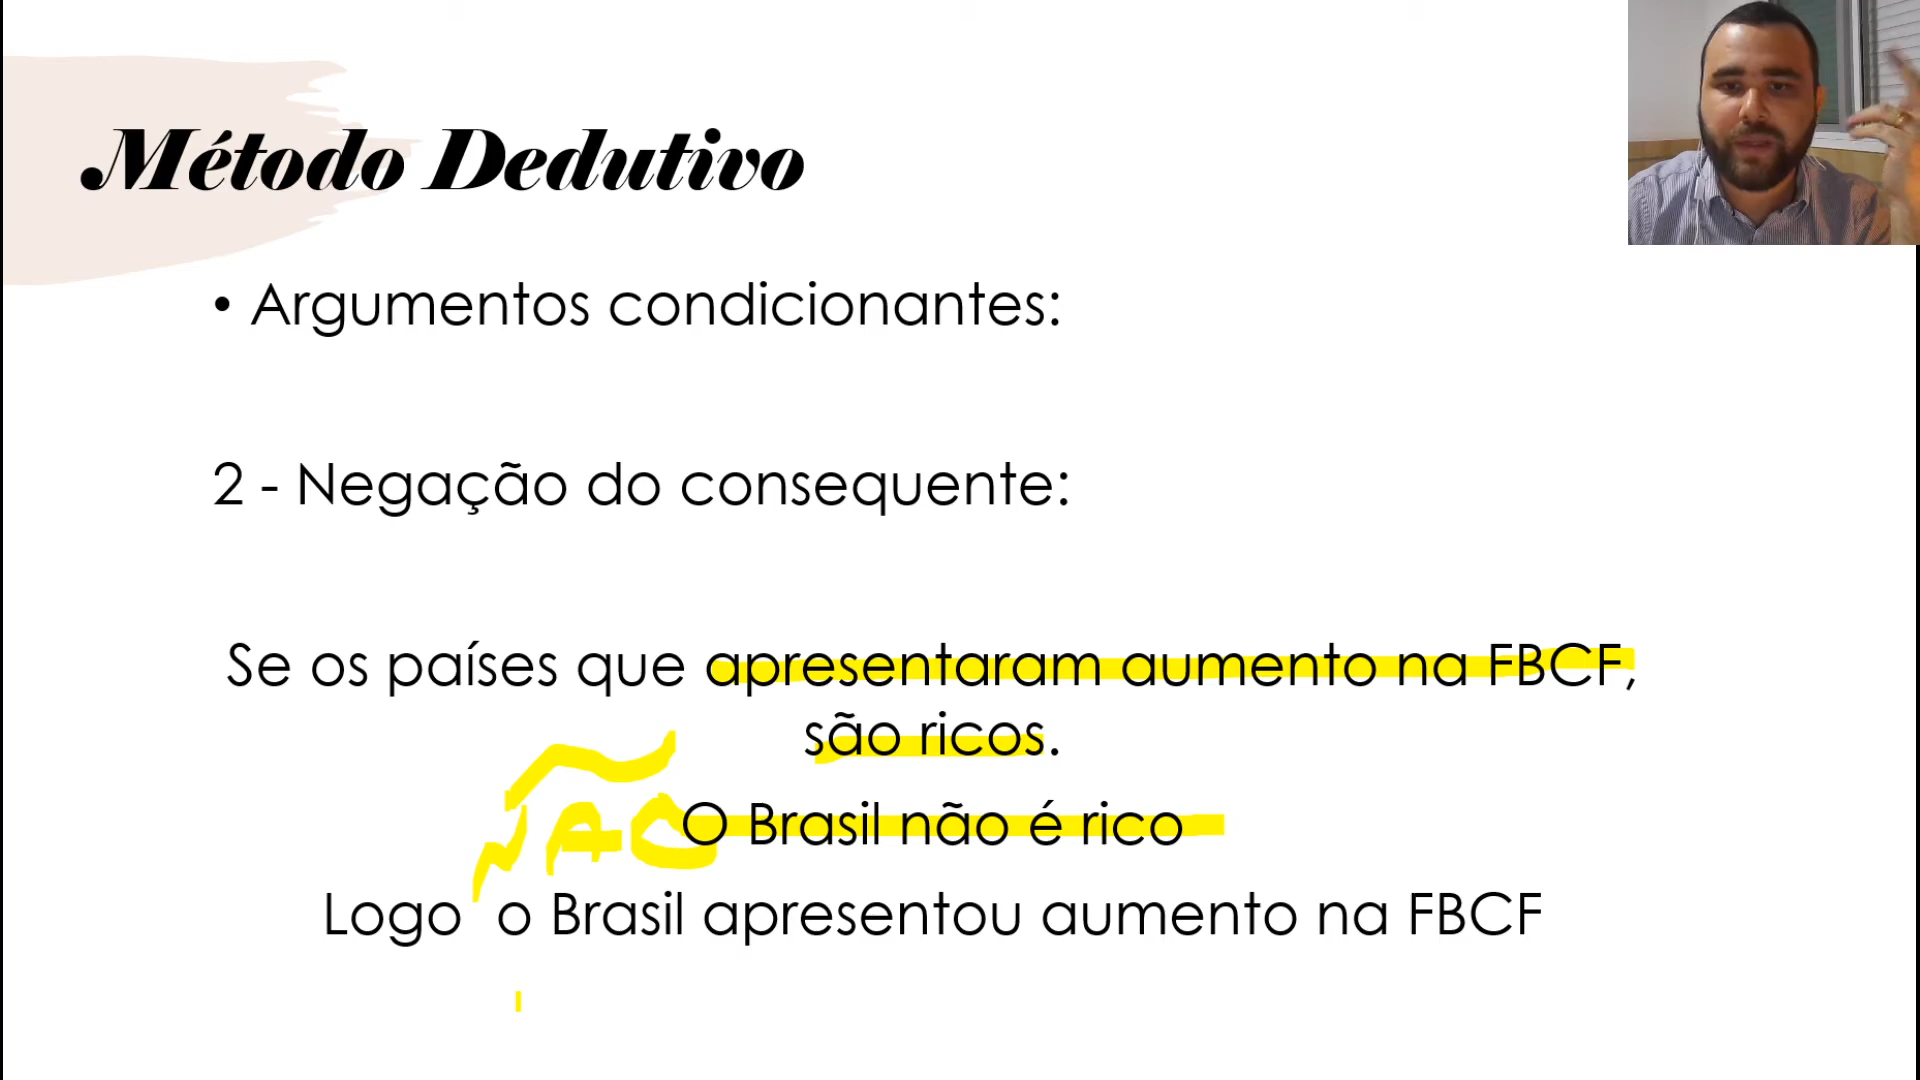 Método Dedutivo
• Argumentos condicionantes:
2 - Negação do consequente:
Se os países que apresentaram aumento na FBCF,
são ricos.
NÃO
O Brasil não é rico
Logo o Brasil apresentou aumento na FBCF